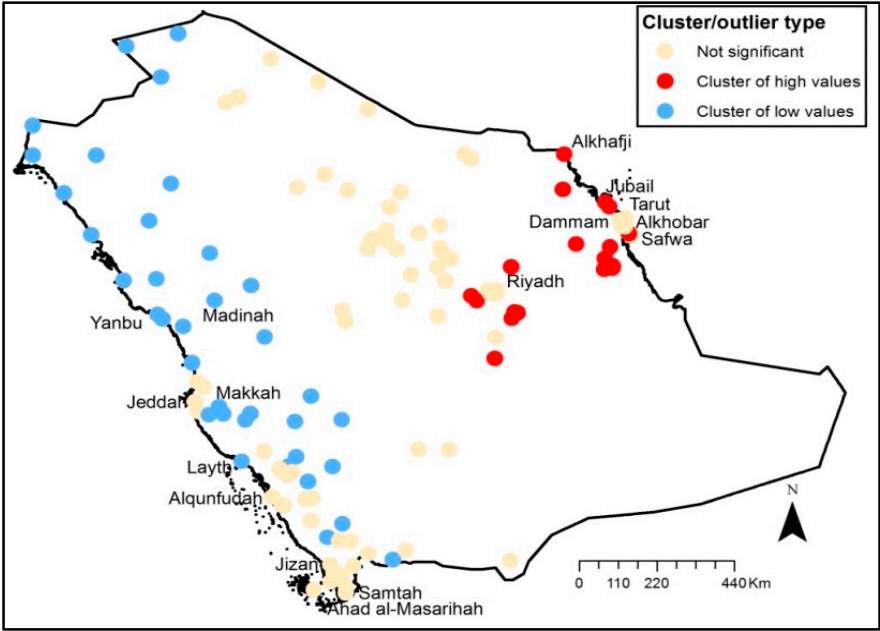 Cluster/outlier type
Not significant
Cluster of high values
Cluster of low values
Alkhafji
Jubail
Tarut
Dammam
Alkhobar
Safwa
Riyadh
Yanbu
Madinah
Makkah
Jeddah
Layth
Alqunfudah
Jizan
Samtah
Ahad al-Masarihah
N
0 110 220 440 Km